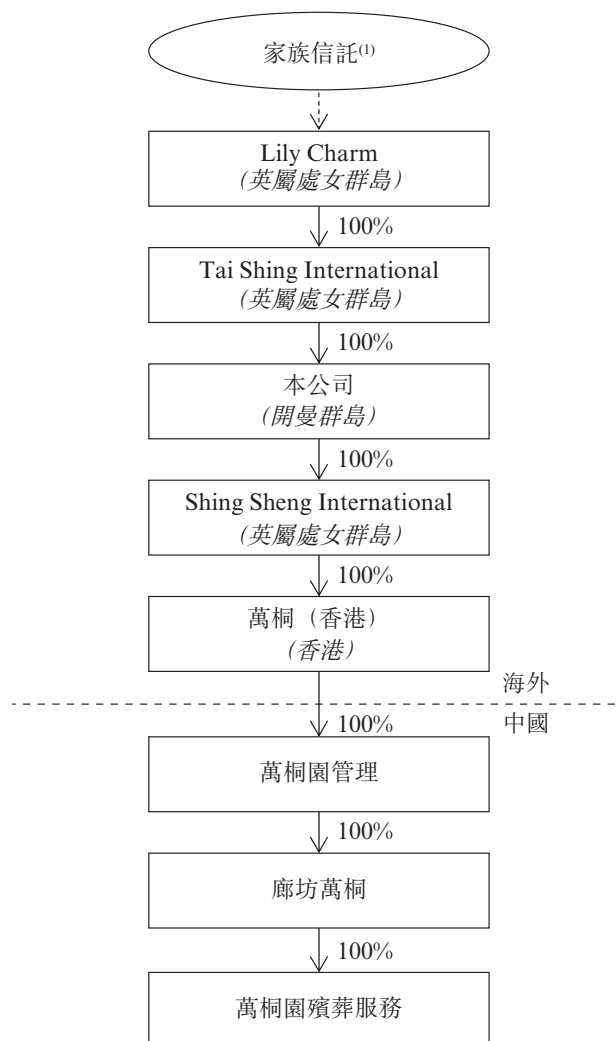 家族信託(1)
Lily Charm
(英屬處女群島)
100%
Tai Shing International
(英屬處女群島)
100%
本公司
(開曼群島)
100%
Shing Sheng International
(英屬處女群島)
100%
萬桐（香港）
(香港)
海外
中國
100%
萬桐園管理
100%
廊坊萬桐
100%
萬桐園殯葬服務